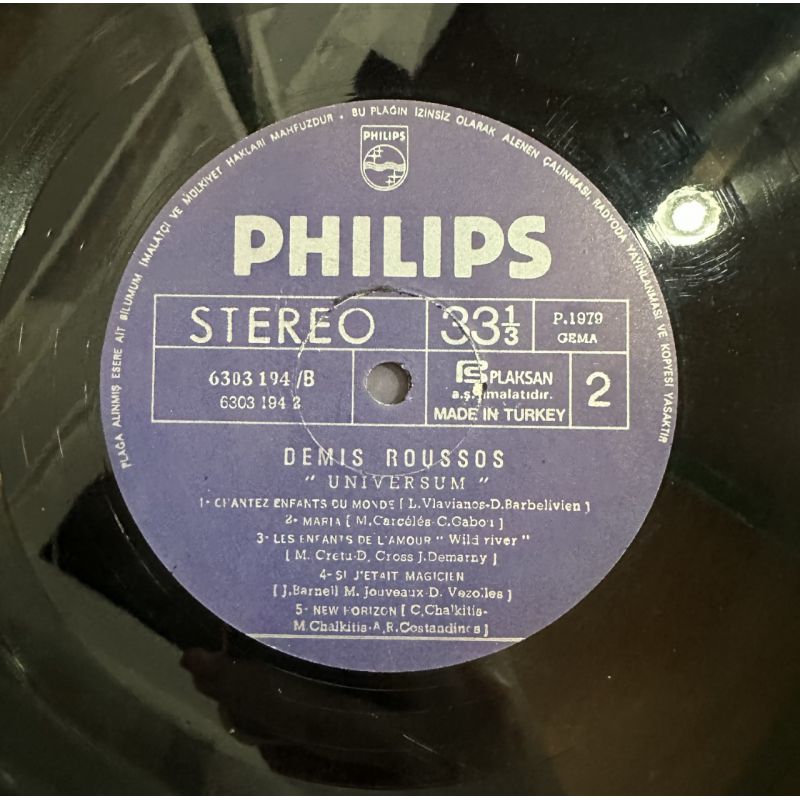 PLAĞA ALINMIŞ ESERE AİT BİLUMUM İMALATÇI VE MÜLKİYET HAKLARI MAHFUZDUR . BU PLAĞIN İZİNSİZ OLARAK ALENEN ÇALINMASI, RADYODA YAYINLANMASI VE KOPYESİ YASAKTIR
PHILIPS
PHILIPS
STEREO
33 1/3
P.1979
GEMA
6303 194 /B
6303 194 2
PLAKSAN
a.ş. imalatıdır.
MADE IN TURKEY
2
DEMIS ROUSSOS
" UNIVERSUM "
1- CHANTEZ ENFANTS DU MONDE [ L.Vlavianos-D.Barbelivien ]
2- MARIA [ M.Carcélés-C.Gabon ]
3- LES ENFANTS DE L'AMOUR " Wild river "
[ M. Cretu-D. Cross J.Demarny ]
4- SI J'ETAIT MAGICIEN
[ J.Barnell M. Jouveaux-D. Vezolles ]
5- NEW HORIZON [ C.Chalkitis-
M.Chalkitis-A.R.Costandinos ]